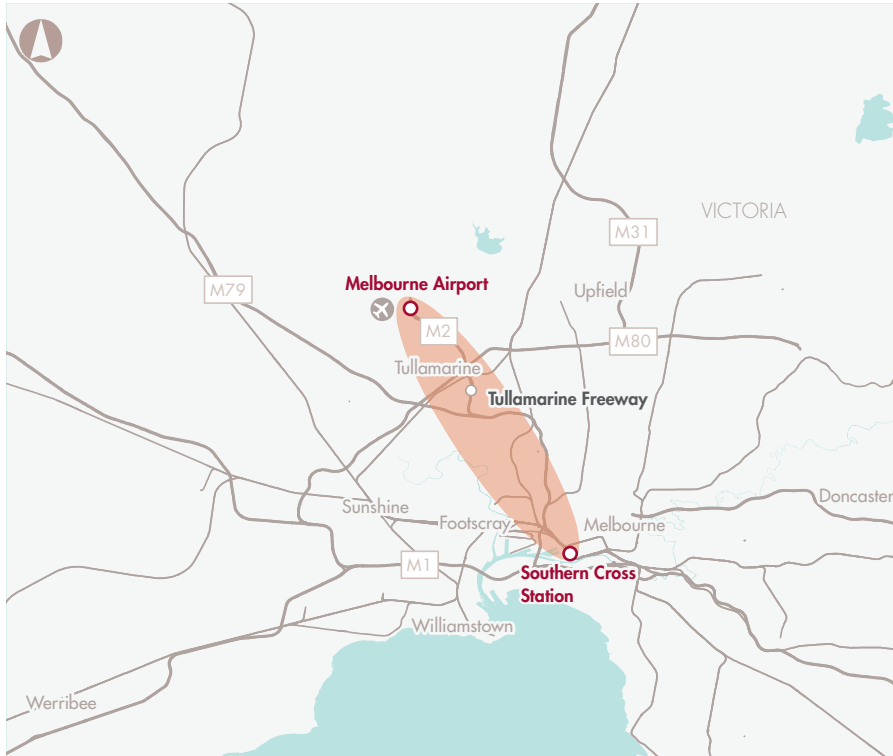 VICTORIA
M31
Melbourne Airport
M79
Upfield
M2
M80
Tullamarine
Tullamarine Freeway
Doncaster
Sunshine
Footscray
Melbourne
M1
Southern Cross
Station
Williamstown
Werribee